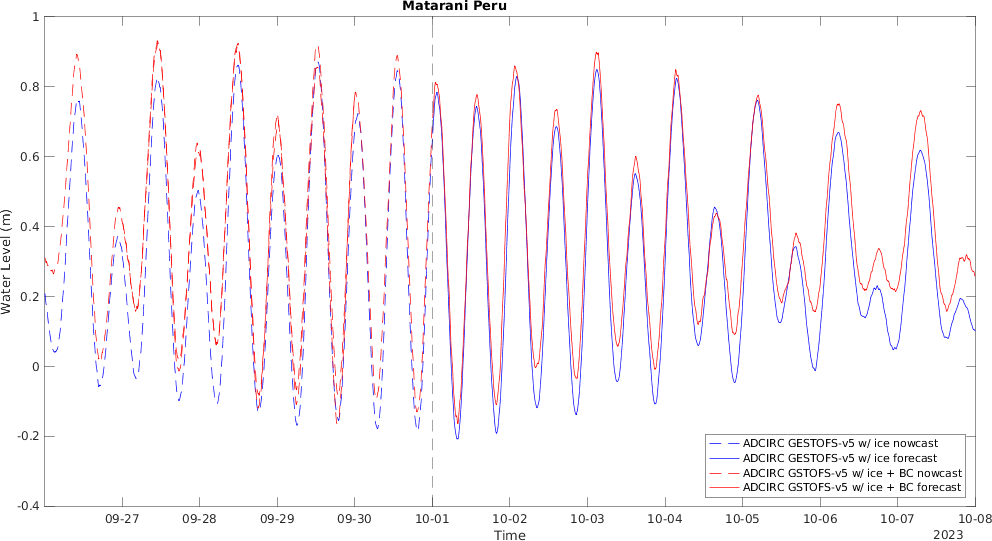 Matarani Peru
1
0.8
0.6
0.4
0.2
0
-0.2
-0.4
Water Level (m)
09-27 09-28 09-29 09-30 10-01 10-02 10-03 10-04 10-05 10-06 10-07 10-08
Time
2023
ADCIRC GESTOFS-v5 w/ ice nowcast
ADCIRC GESTOFS-v5 w/ ice forecast
ADCIRC GSTOFS-v5 w/ ice + BC nowcast
ADCIRC GSTOFS-v5 w/ ice + BC forecast